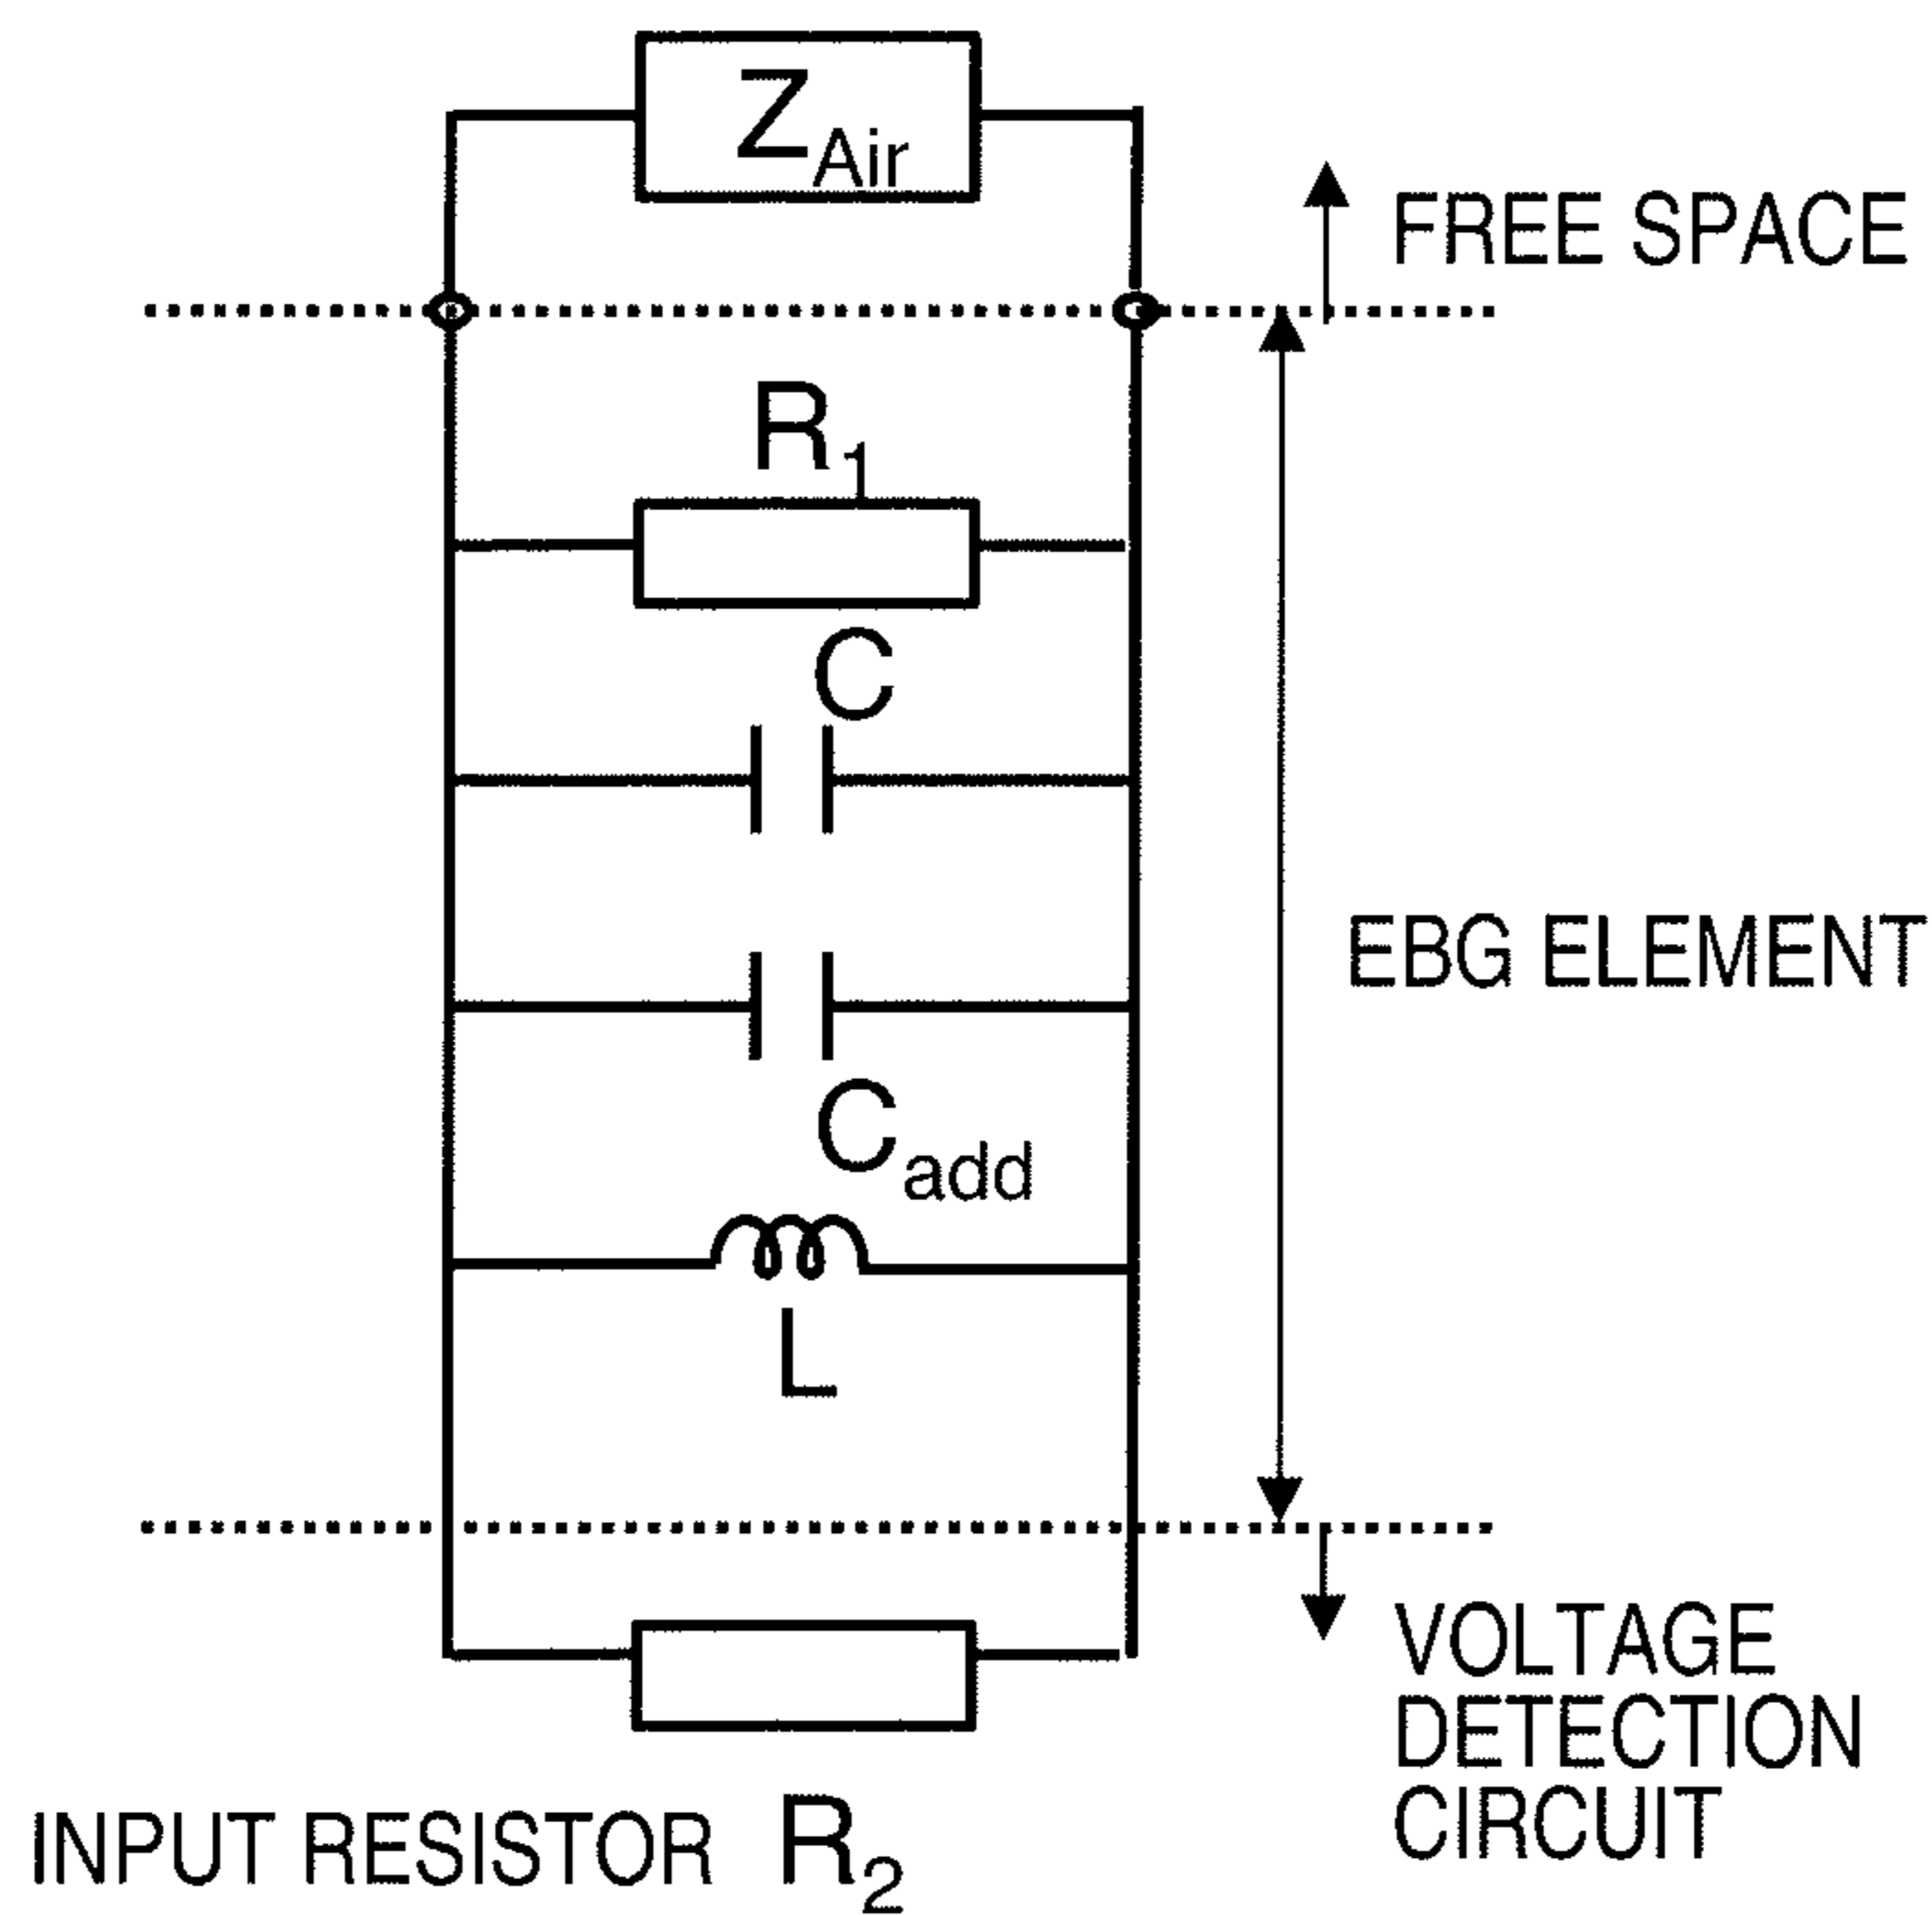 Z_Air
FREE SPACE
R_1
C
EBG ELEMENT
C_add
L
VOLTAGE
DETECTION
CIRCUIT
INPUT RESISTOR R_2